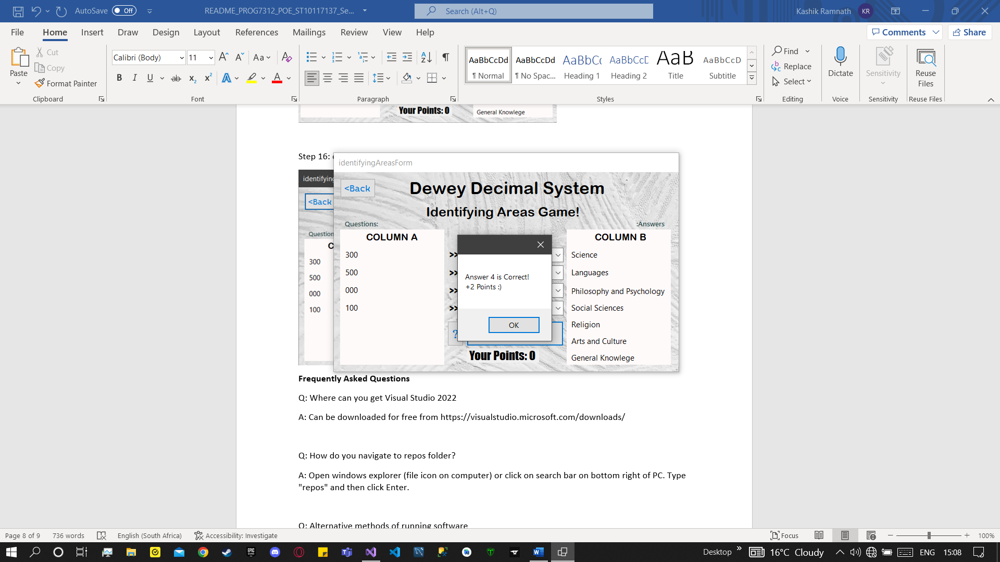 AutoSave Off README_PROG7312_POE_ST10117137_Se... Search (Alt+Q) Kashik Ramnath KR
File Home Insert Draw Design Layout References Mailings Review View Help Comments Share
Paste Cut Copy Format Painter
Clipboard
Calibri (Body) 11
Font
Paragraph
AaBbCcDd AaBbCcDd AaBbCc AaBbCcD AaB AaBbCcD
¶ Normal ¶ No Spac... Heading 1 Heading 2 Title Subtitle
Styles
Find
Replace
Select
Editing
Dictate
Voice
Sensitivity
Sensitivity
Reuse
Files
Reuse Files
Your Points: 0 General Knowlege
Step 16:
identifying
<Back
Question
300
500
000
100
identifyingAreasForm
<Back Dewey Decimal System
Identifying Areas Game!
Questions: :Answers
COLUMN A COLUMN B
300 >> Science
500 >> Languages
000 >> Philosophy and Psychology
100 >> Social Sciences
Religion
Arts and Culture
General Knowlege
Answer 4 is Correct!
+2 Points :)
OK
?
Your Points: 0
Frequently Asked Questions
Q: Where can you get Visual Studio 2022
A: Can be downloaded for free from https://visualstudio.microsoft.com/downloads/
Q: How do you navigate to repos folder?
A: Open windows explorer (file icon on computer) or click on search bar on bottom right of PC. Type
"repos" and then click Enter.
Q: Alternative methods of running software
Page 8 of 9 736 words English (South Africa) Accessibility: Investigate Focus 100%
Desktop 16°C Cloudy ENG 15:08